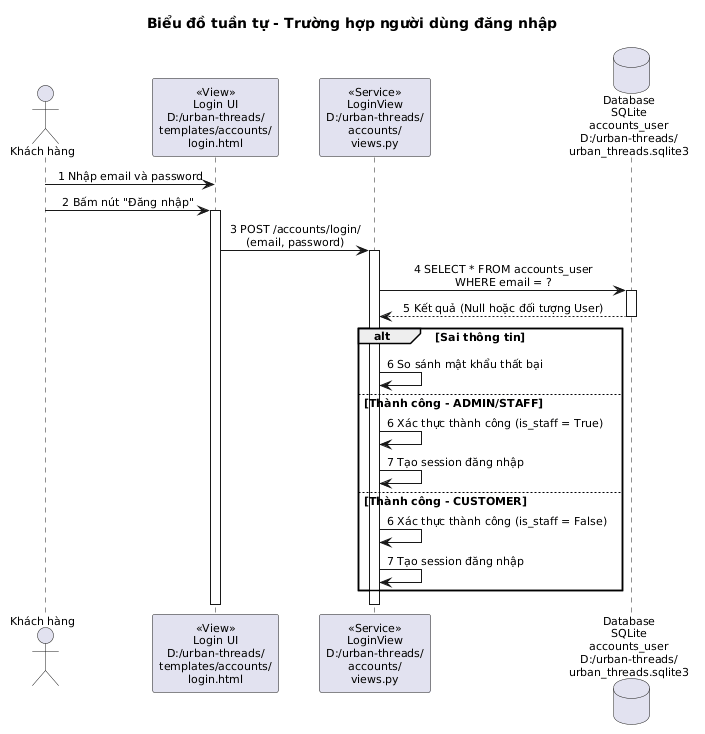 Biểu đồ tuần tự - Trường hợp người dùng đăng nhập
Khách hàng
«View»
Login UI
D:/urban-threads/
templates/accounts/
login.html
«Service»
LoginView
D:/urban-threads/
accounts/
views.py
Database
SQLite
accounts_user
D:/urban-threads/
urban_threads.sqlite3
1 Nhập email và password
2 Bấm nút "Đăng nhập"
3 POST /accounts/login/
(email, password)
4 SELECT * FROM accounts_user
WHERE email = ?
5 Kết quả (Null hoặc đối tượng User)
alt [Sai thông tin]
6 So sánh mật khẩu thất bại
[Thành công - ADMIN/STAFF]
6 Xác thực thành công (is_staff = True)
7 Tạo session đăng nhập
[Thành công - CUSTOMER]
6 Xác thực thành công (is_staff = False)
7 Tạo session đăng nhập
Khách hàng
«View»
Login UI
D:/urban-threads/
templates/accounts/
login.html
«Service»
LoginView
D:/urban-threads/
accounts/
views.py
Database
SQLite
accounts_user
D:/urban-threads/
urban_threads.sqlite3